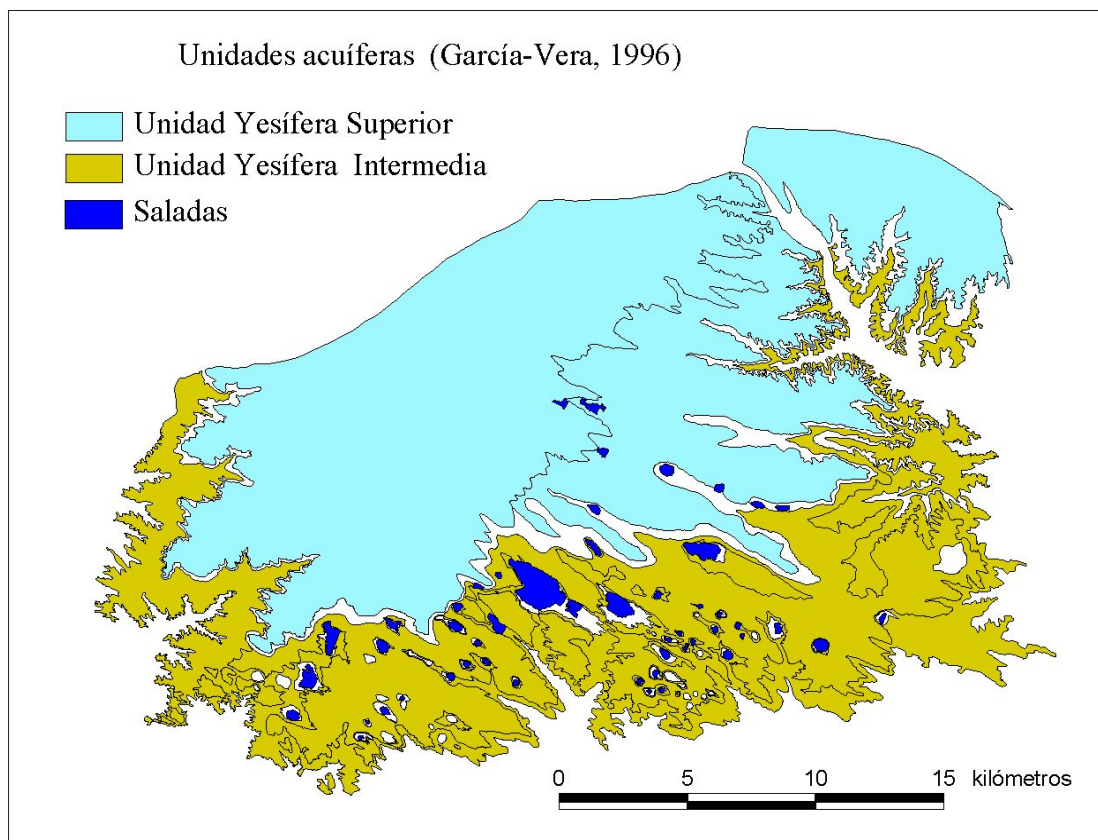 Unidades acuíferas (García-Vera, 1996)
Unidad Yesífera Superior
Unidad Yesífera Intermedia
Saladas
0 5 10 15 kilómetros